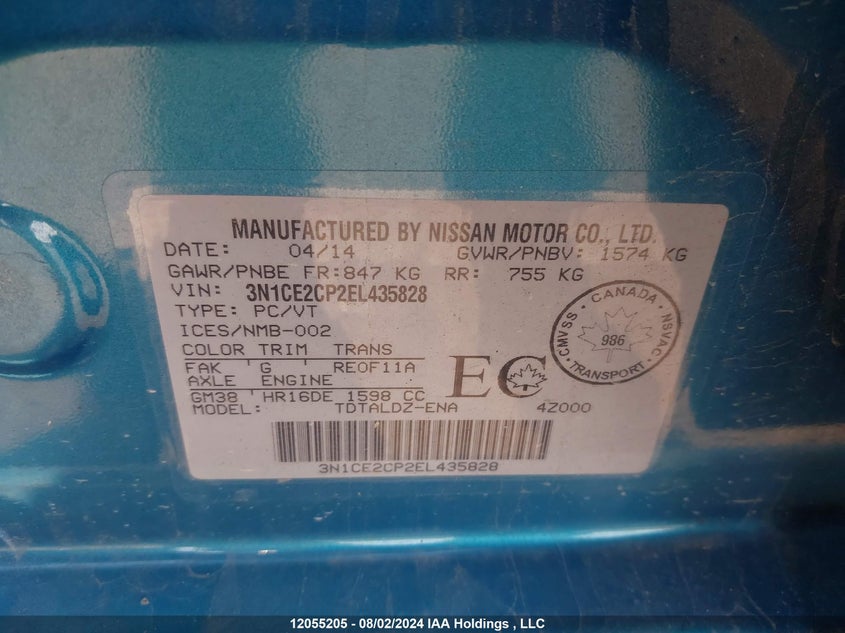 MANUFACTURED BY NISSAN MOTOR CO., LTD.
DATE: 04/14 GVWR/PNBV: 1574 KG
GAWR/PNBE FR:847 KG RR: 755 KG
VIN: 3N1CE2CP2EL435828
TYPE: PC/VT
ICES/NMB-002
COLOR TRIM TRANS
FAK G RE0F11A
AXLE ENGINE
GM38 HR16DE 1598 CC
MODEL: TDTALDZ-ENA 4Z000
EC
CANADA
CMVSS 986 NSVAC
TRANSPORT
3N1CE2CP2EL435828
12055205 - 08/02/2024 IAA Holdings , LLC